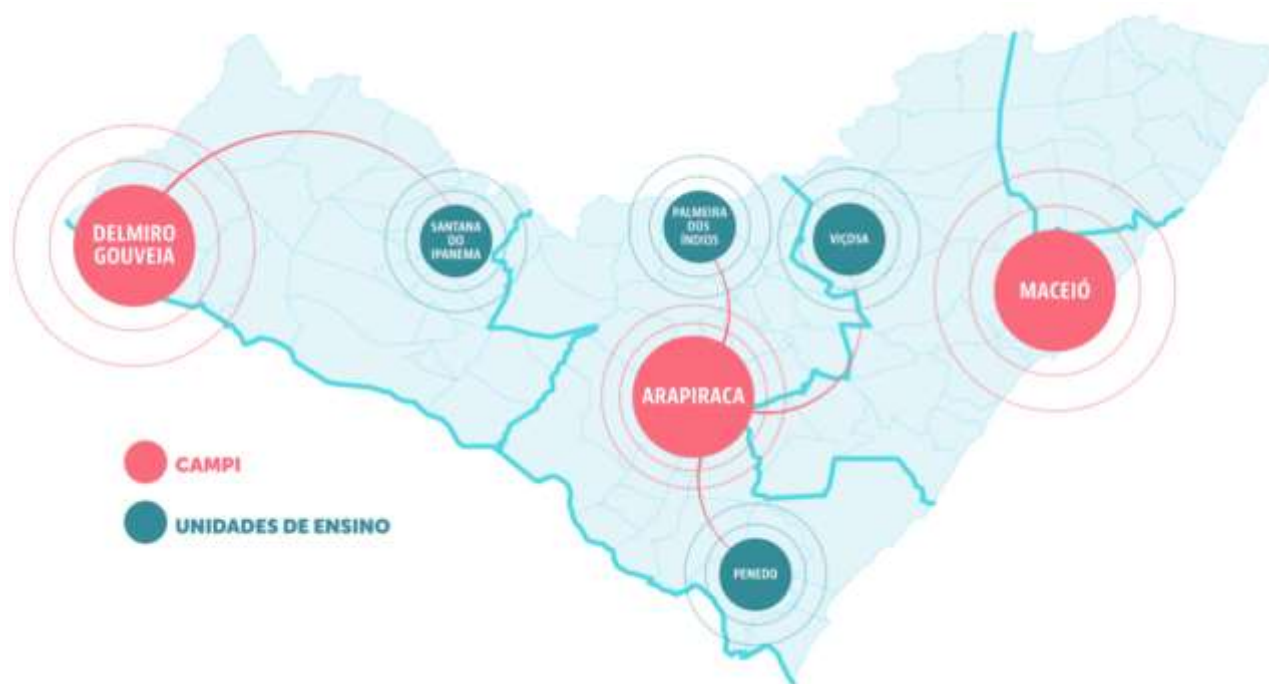 DELMIRO
GOUVEIA
SANTANA
DO
IPANEMA
PALMEIRA
DOS
ÍNDIOS
VIÇOSA
MACEIÓ
ARAPIRACA
CAMPI
UNIDADES DE ENSINO
PENEDO